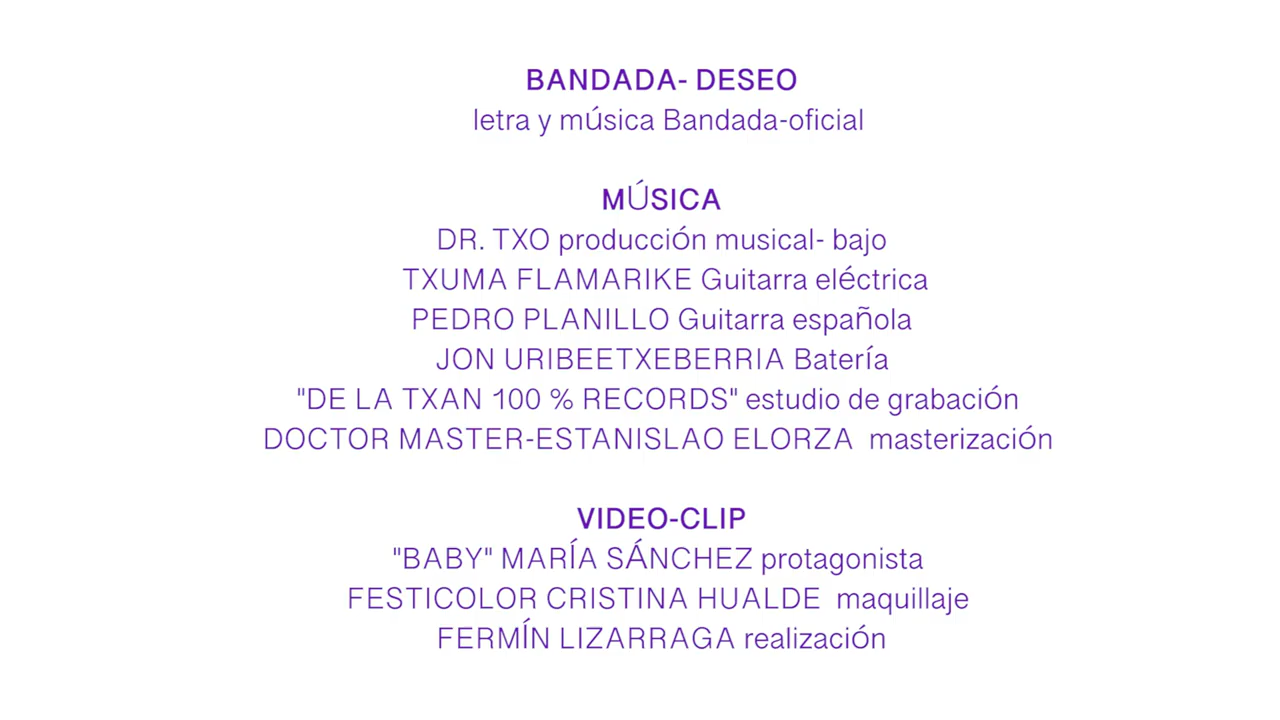 BANDADA- DESEO
letra y música Bandada-oficial
MÚSICA
DR. TXO producción musical- bajo
TXUMA FLAMARIKE Guitarra eléctrica
PEDRO PLANILLO Guitarra española
JON URIBEETXEBERRIA Batería
"DE LA TXAN 100 % RECORDS" estudio de grabación
DOCTOR MASTER-ESTANISLAO ELORZA masterización
VIDEO-CLIP
"BABY" MARÍA SÁNCHEZ protagonista
FESTICOLOR CRISTINA HUALDE maquillaje
FERMÍN LIZARRAGA realización